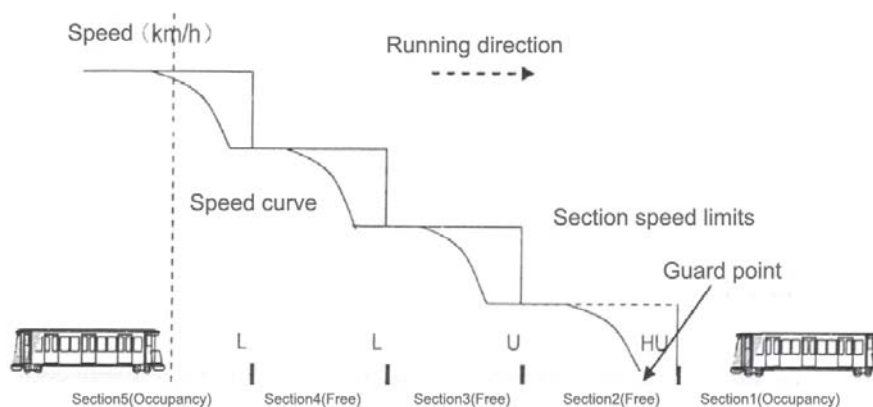 Speed (km/h)
Running direction
Speed curve
Section speed limits
Guard point
L
L
U
HU
Section5(Occupancy)
Section4(Free)
Section3(Free)
Section2(Free)
Section1(Occupancy)